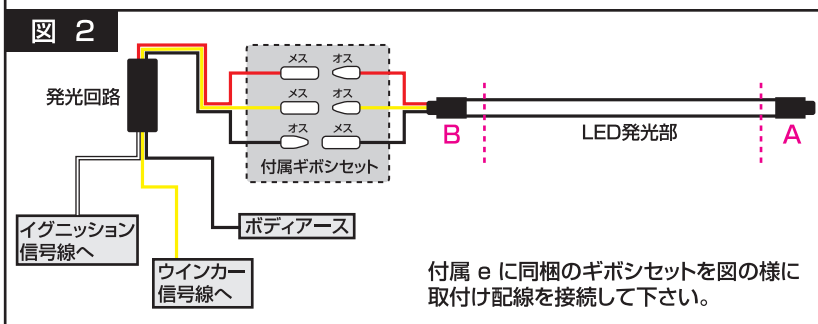 図 2
発光回路
メス オス
メス オス
オス メス
付属ギボシセット
B
LED発光部
A
イグニッション
信号線へ
ウインカー
信号線へ
ボディアース
付属 e に同梱のギボシセットを図の様に
取付け配線を接続して下さい。